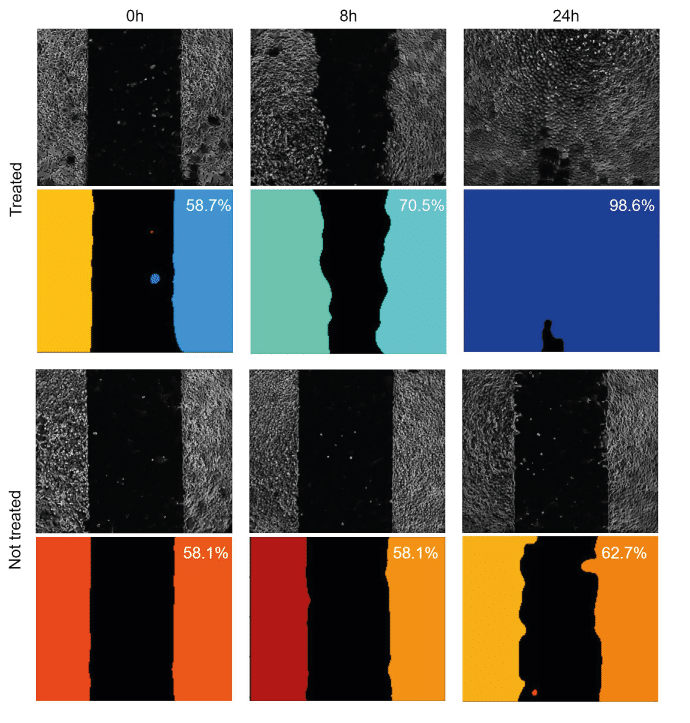 0h
8h
24h
Treated
58.7%
70.5%
98.6%
Not treated
58.1%
58.1%
62.7%